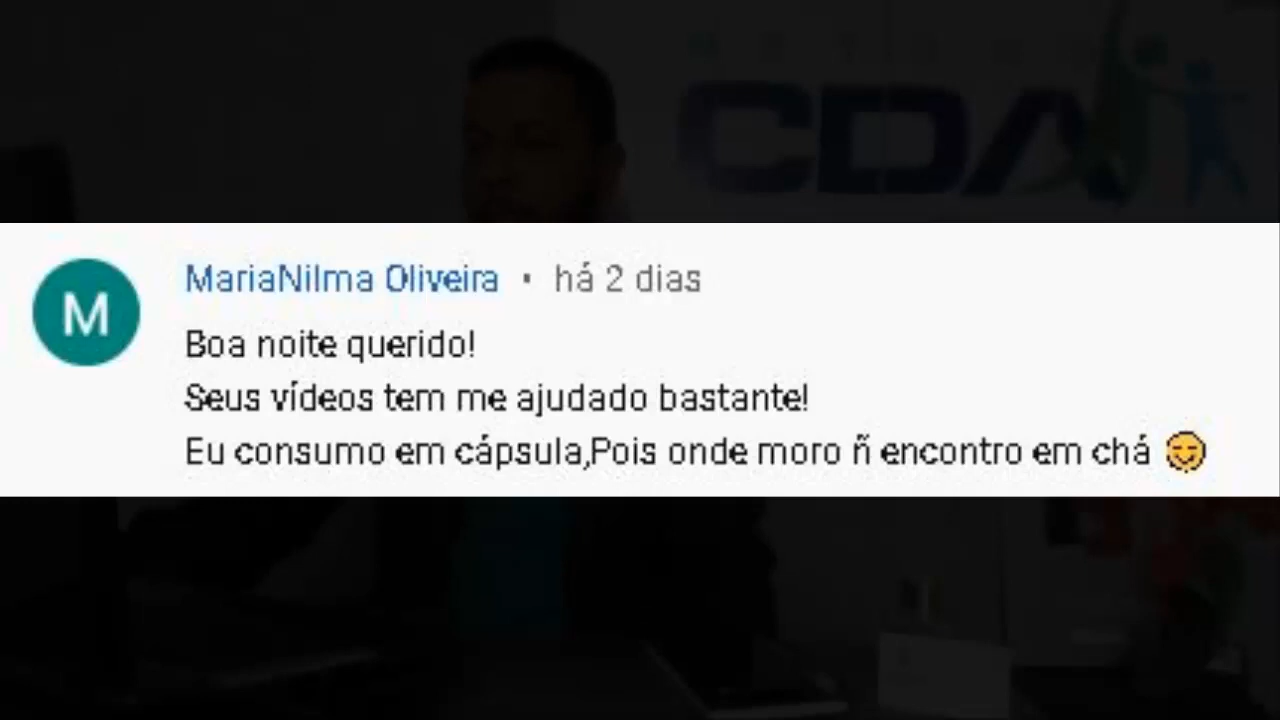 CDA
M
MariaNilma Oliveira • há 2 dias
Boa noite querido!
Seus vídeos tem me ajudado bastante!
Eu consumo em cápsula,Pois onde moro ñ encontro em chá 😊